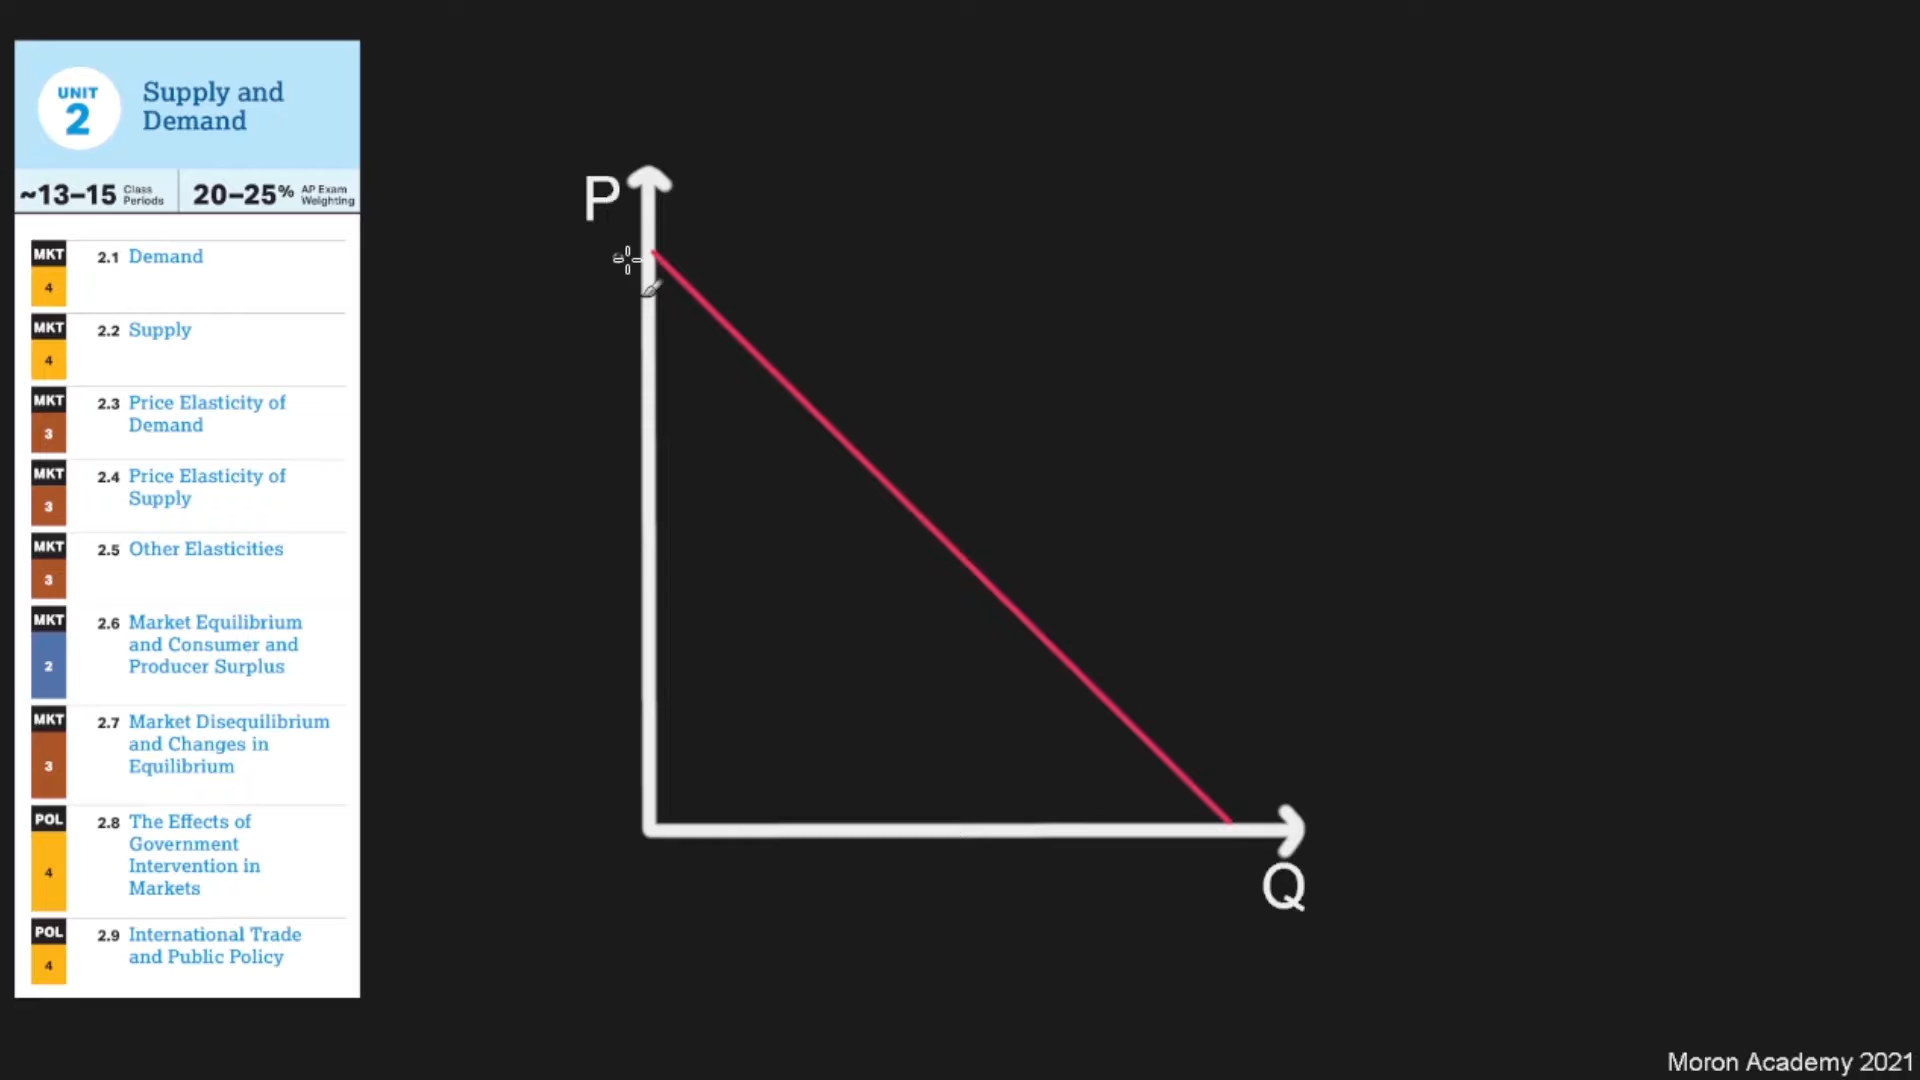 UNIT
2
Supply and
Demand
~13–15 Class Periods
20–25% AP Exam Weighting
MKT
4
2.1 Demand
MKT
4
2.2 Supply
MKT
3
2.3 Price Elasticity of
Demand
MKT
3
2.4 Price Elasticity of
Supply
MKT
3
2.5 Other Elasticities
MKT
2
2.6 Market Equilibrium
and Consumer and
Producer Surplus
MKT
3
2.7 Market Disequilibrium
and Changes in
Equilibrium
POL
4
2.8 The Effects of
Government
Intervention in
Markets
POL
4
2.9 International Trade
and Public Policy
P
Q
Moron Academy 2021